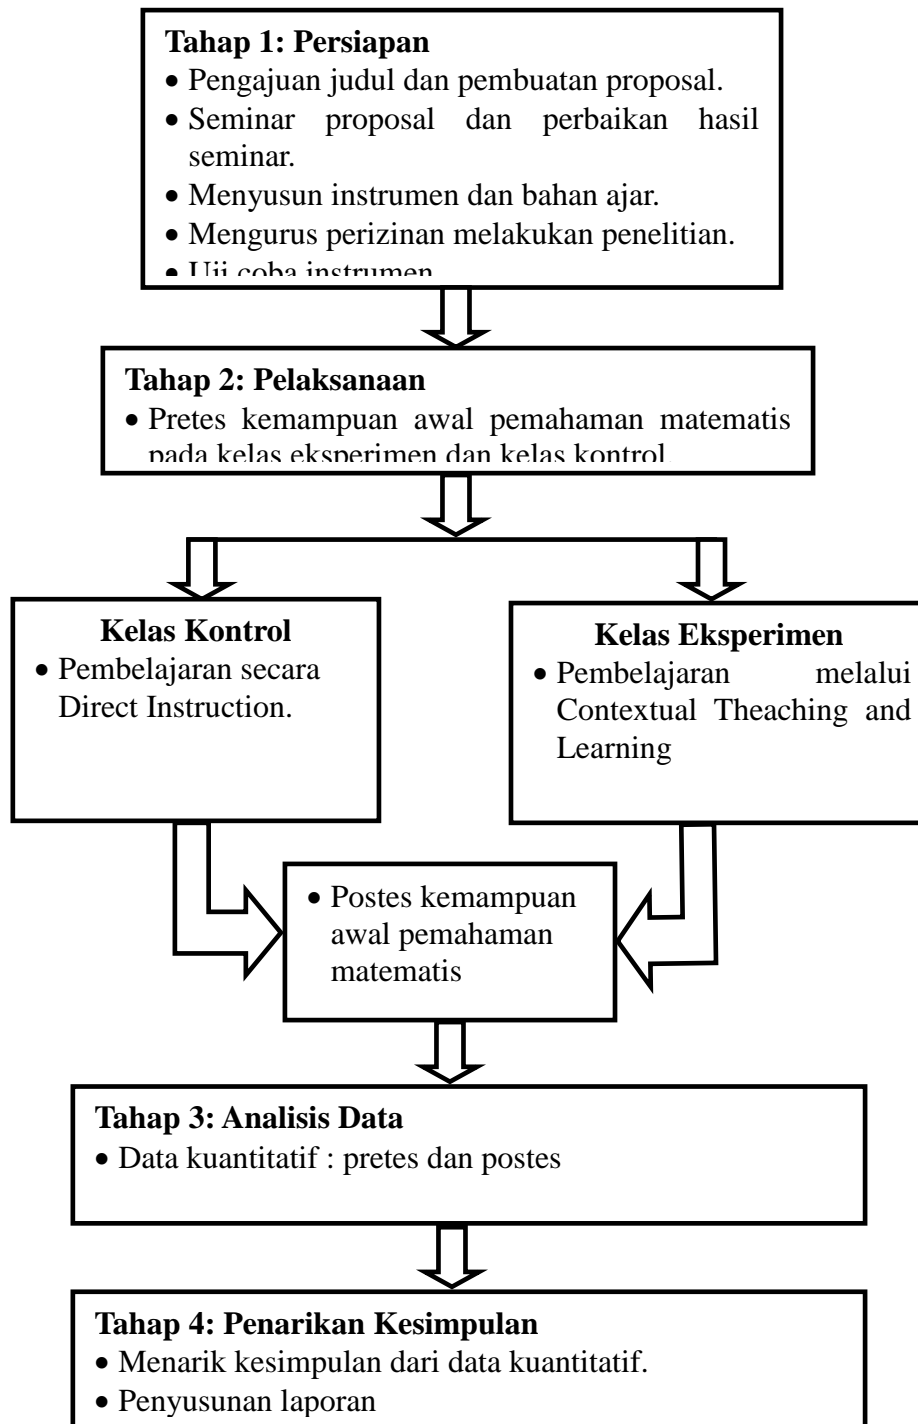 Tahap 1: Persiapan
• Pengajuan judul dan pembuatan proposal.
• Seminar proposal dan perbaikan hasil
seminar.
• Menyusun instrumen dan bahan ajar.
• Mengurus perizinan melakukan penelitian.
• Uji coba instrumen
Tahap 2: Pelaksanaan
• Pretes kemampuan awal pemahaman matematis
pada kelas eksperimen dan kelas kontrol
Kelas Kontrol
• Pembelajaran secara
Direct Instruction.
Kelas Eksperimen
• Pembelajaran melalui
Contextual Theaching and
Learning
• Postes kemampuan
awal pemahaman
matematis
Tahap 3: Analisis Data
• Data kuantitatif : pretes dan postes
Tahap 4: Penarikan Kesimpulan
• Menarik kesimpulan dari data kuantitatif.
• Penyusunan laporan